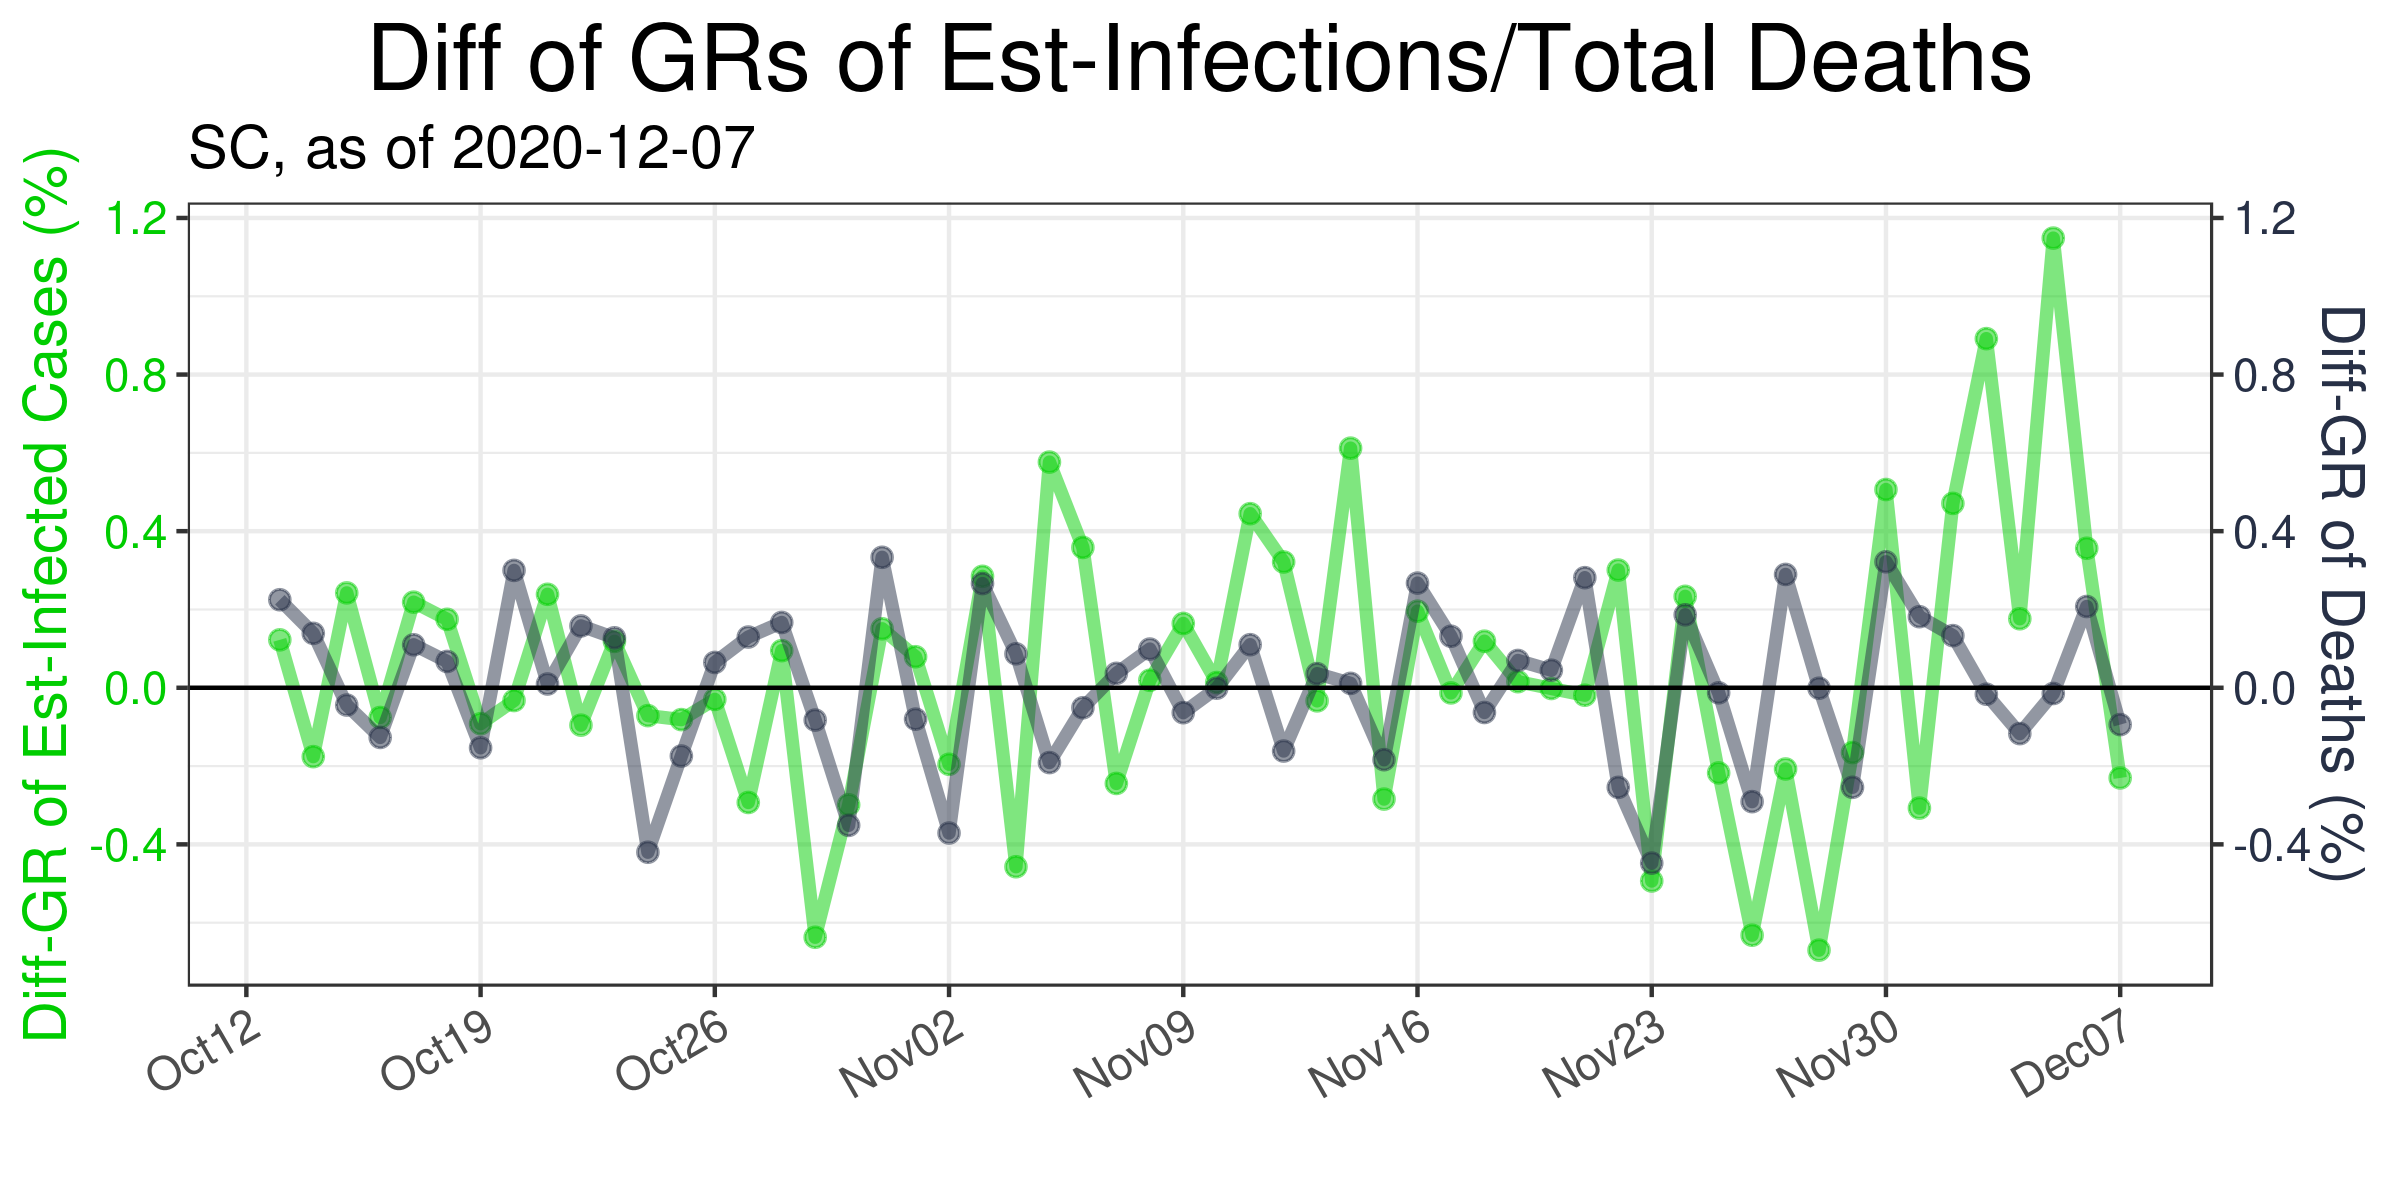 Diff of GRs of Est-Infections/Total Deaths
SC, as of 2020-12-07
Diff-GR of Est-Infected Cases (%)
1.2
0.8
0.4
0.0
-0.4
1.2
0.8
0.4
0.0
-0.4
Diff-GR of Deaths (%)
Oct12
Oct19
Oct26
Nov02
Nov09
Nov16
Nov23
Nov30
Dec07